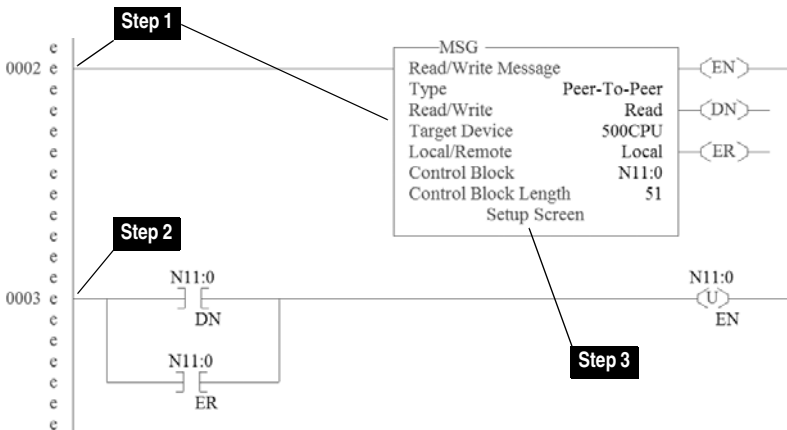 Step 1
e
MSG
0002 e
Read/Write Message
EN
e
Type Peer-To-Peer
e
Read/Write Read
DN
e
Target Device 500CPU
e
Local/Remote Local
ER
e
Control Block N11:0
e
Control Block Length 51
e
Setup Screen
e
Step 2
e
e
N11:0 N11:0
0003 e
U
e
DN EN
e
N11:0
e
Step 3
e
e
ER
e